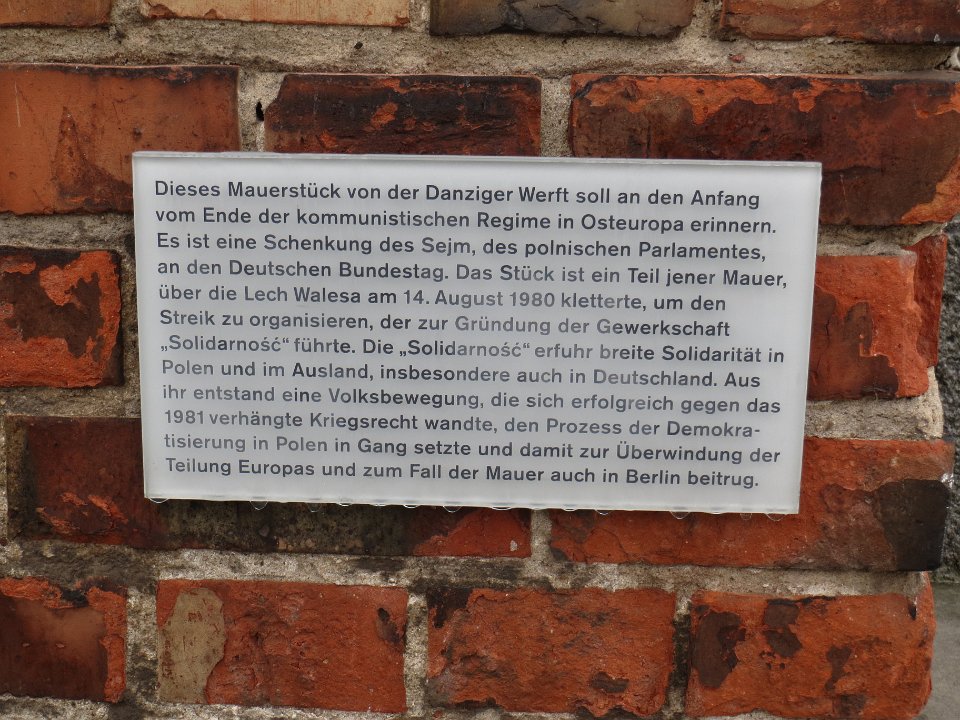 Dieses Mauerstück von der Danziger Werft soll an den Anfang
vom Ende der kommunistischen Regime in Osteuropa erinnern.
Es ist eine Schenkung des Sejm, des polnischen Parlamentes,
an den Deutschen Bundestag. Das Stück ist ein Teil jener Mauer,
über die Lech Walesa am 14. August 1980 kletterte, um den
Streik zu organisieren, der zur Gründung der Gewerkschaft
„Solidarność“ führte. Die „Solidarność“ erfuhr breite Solidarität in
Polen und im Ausland, insbesondere auch in Deutschland. Aus
ihr entstand eine Volksbewegung, die sich erfolgreich gegen das
1981 verhängte Kriegsrecht wandte, den Prozess der Demokra-
tisierung in Polen in Gang setzte und damit zur Überwindung der
Teilung Europas und zum Fall der Mauer auch in Berlin beitrug.